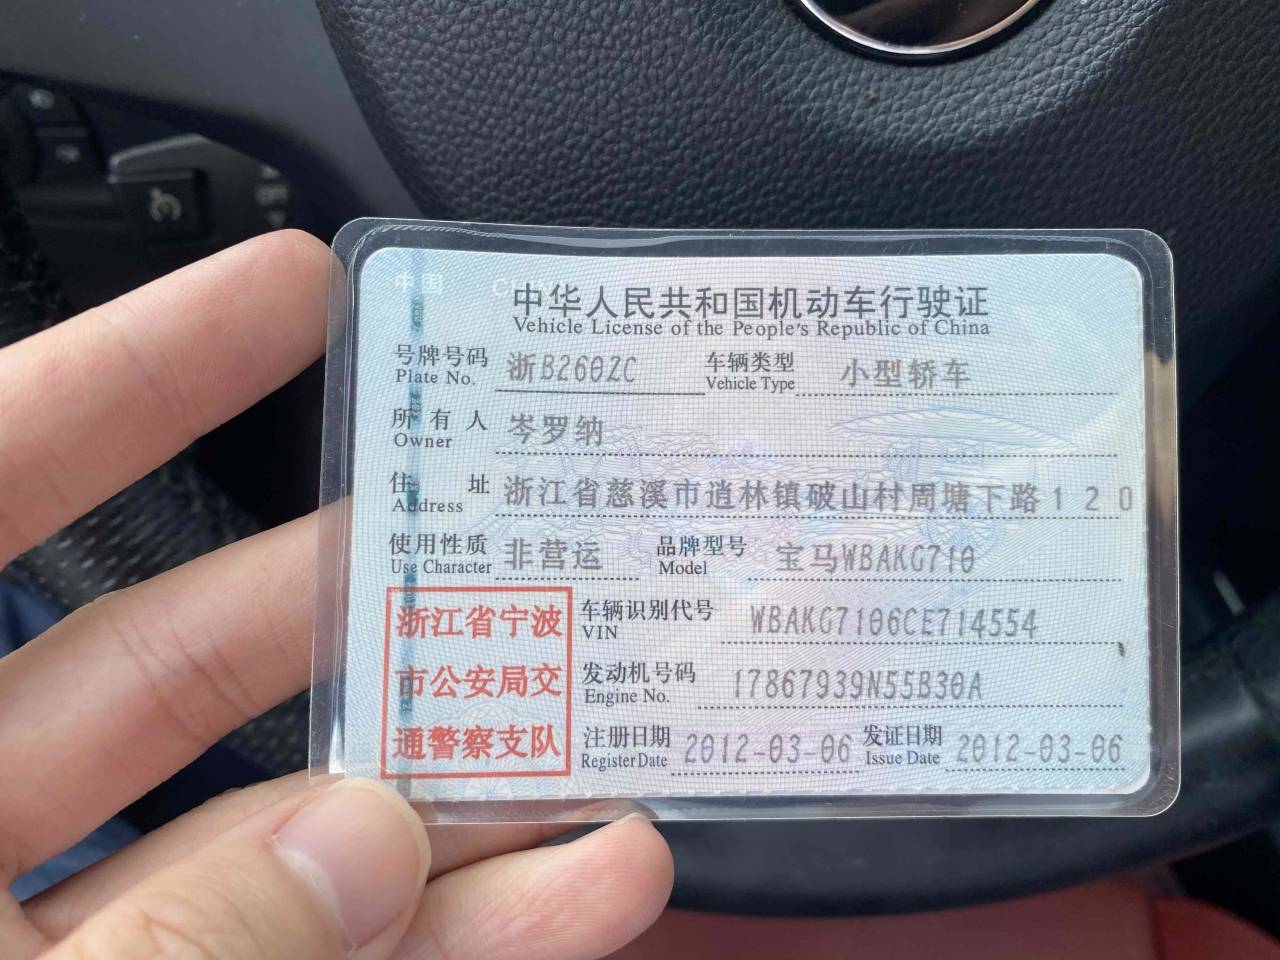 中国
中华人民共和国机动车行驶证
Vehicle License of the People's Republic of China
号牌号码 浙B260ZC 车辆类型 小型轿车
Plate No. Vehicle Type
所有人 岑罗纳
Owner
住址 浙江省慈溪市逍林镇破山村周塘下路120
Address
使用性质 非营运 品牌型号 宝马WBAKG710
Use Character Model
浙江省宁波
市公安局交
通警察支队
车辆识别代号 WBAKG7106CE714554
VIN
发动机号码 17867939N55B30A
Engine No.
注册日期 2012-03-06 发证日期 2012-03-06
Register Date Issue Date